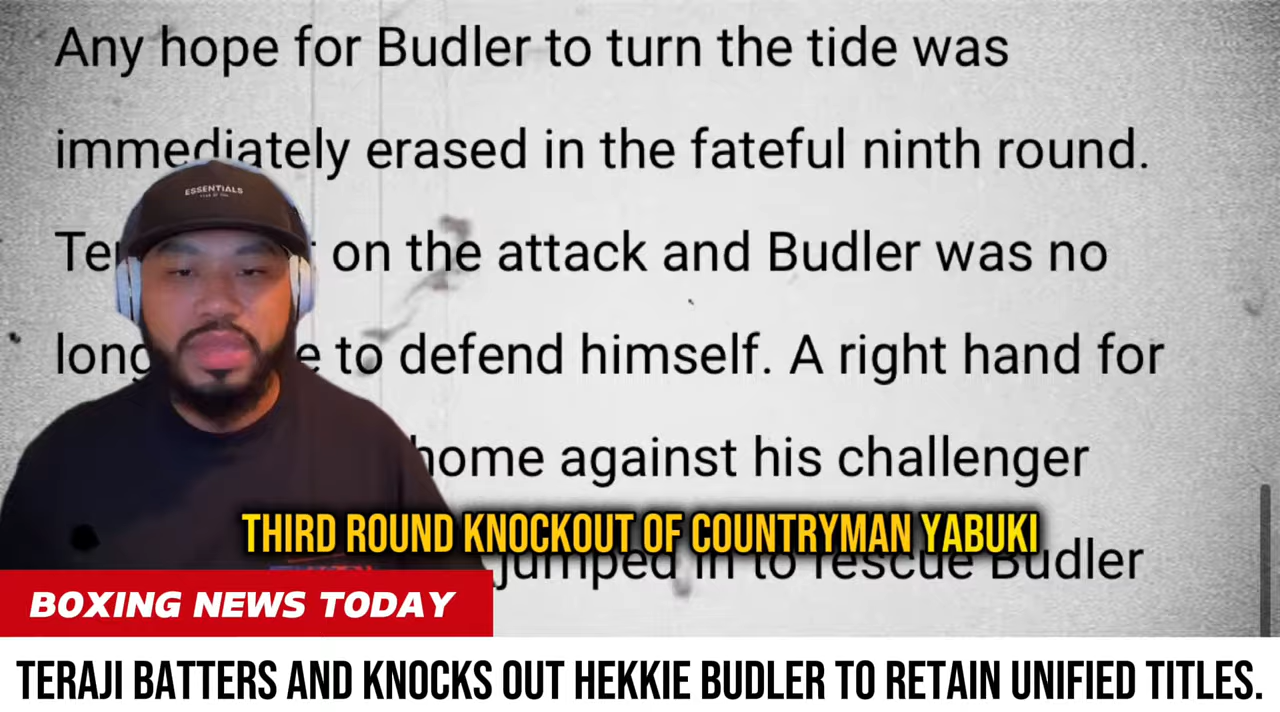 Any hope for Budler to turn the tide was
immediately erased in the fateful ninth round.
ESSENTIALS
on the attack and Budler was no
to defend himself. A right hand for
home against his challenger
THIRD ROUND KNOCKOUT OF COUNTRYMAN YABUKI
jumped in to rescue Budler
BOXING NEWS TODAY
TERAJI BATTERS AND KNOCKS OUT HEKKIE BUDLER TO RETAIN UNIFIED TITLES.